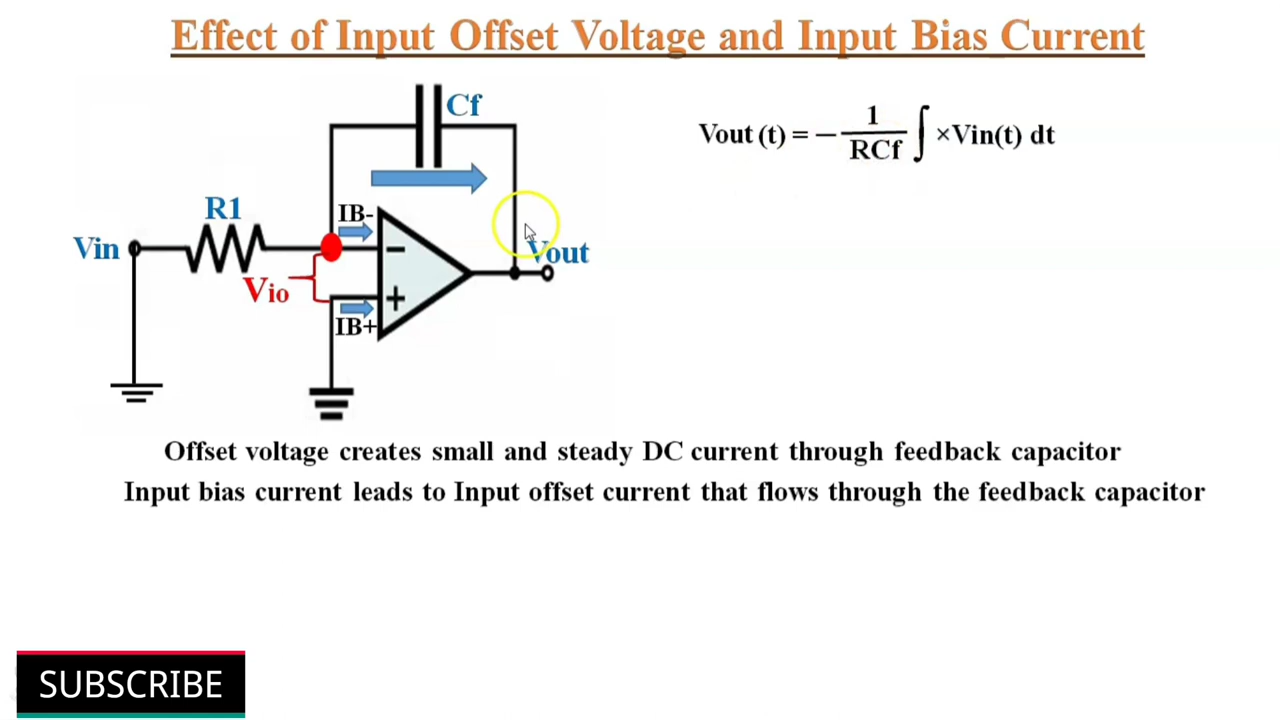 Effect of Input Offset Voltage and Input Bias Current
Cf
Vout (t) = − 1/RCf ∫ ×Vin(t) dt
R1
IB-
Vin
−
Vout
Vio
+
IB+
Offset voltage creates small and steady DC current through feedback capacitor
Input bias current leads to Input offset current that flows through the feedback capacitor
SUBSCRIBE